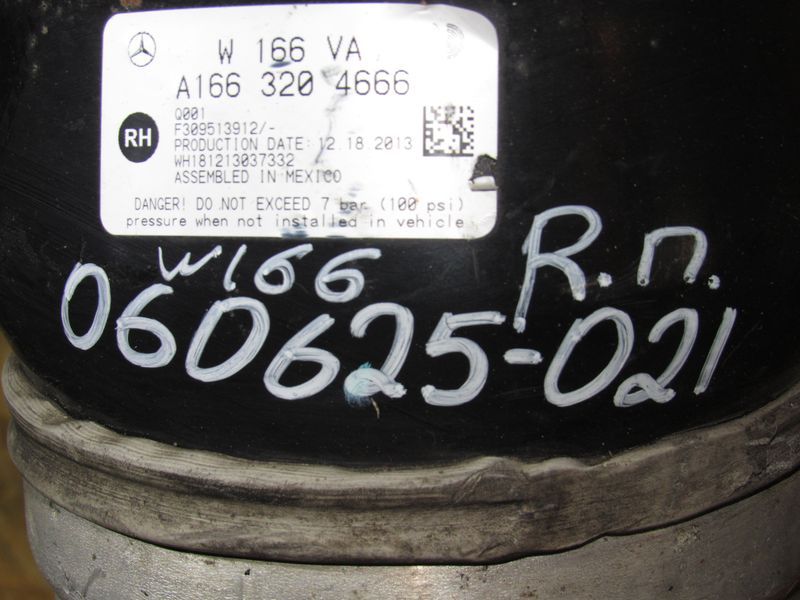 W 166 VA
A166 320 4666
Q001
RH
F309513912/-
PRODUCTION DATE: 12.18.2013
WH181213037332
ASSEMBLED IN MEXICO
DANGER! DO NOT EXCEED 7 bar (100 psi)
pressure when not installed in vehicle
W166 R.п.
060625-021